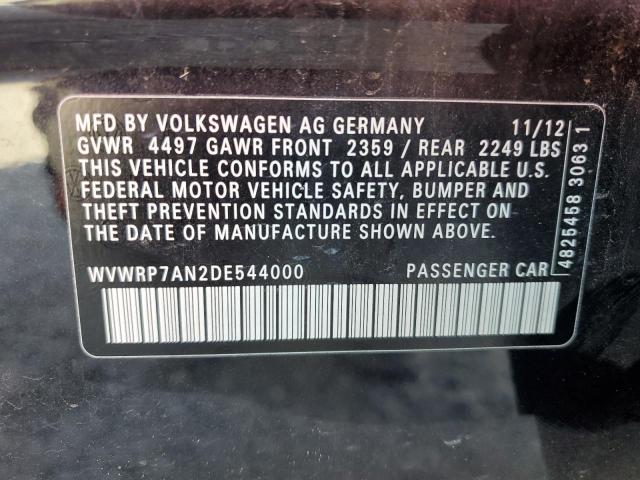 MFD BY VOLKSWAGEN AG GERMANY 11/12
GVWR 4497 GAWR FRONT 2359 / REAR 2249 LBS
THIS VEHICLE CONFORMS TO ALL APPLICABLE U.S.
FEDERAL MOTOR VEHICLE SAFETY, BUMPER AND
THEFT PREVENTION STANDARDS IN EFFECT ON
THE DATE OF MANUFACTURE SHOWN ABOVE.
WVWRP7AN2DE544000 PASSENGER CAR
4825458 3063 1